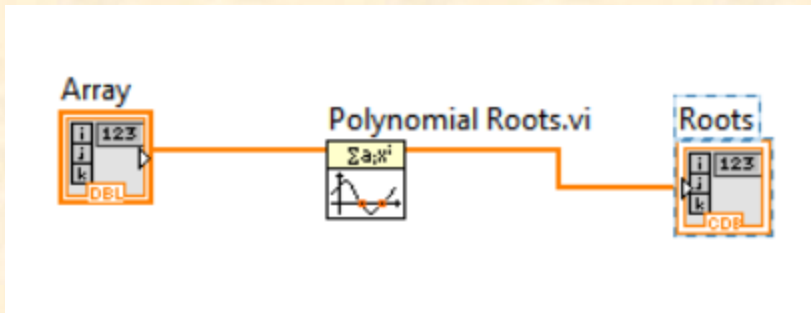 Array
Polynomial Roots.vi
Roots
i
j
k
123
DBL
Σaᵢxⁱ
i
j
k
123
CDB